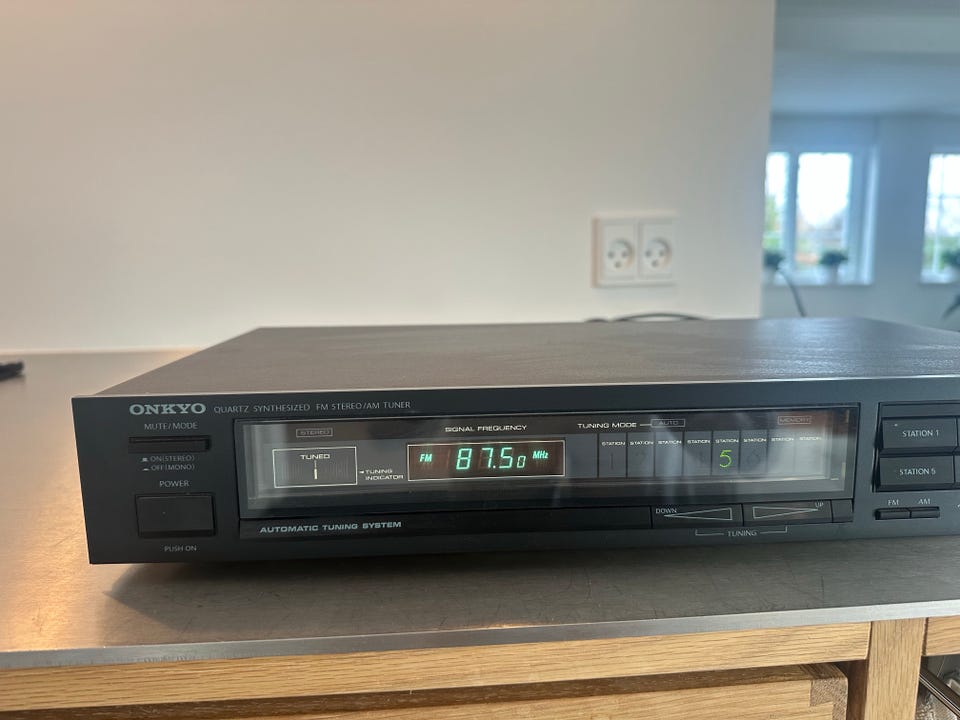 ONKYO QUARTZ SYNTHESIZED FM STEREO/AM TUNER
MUTE/MODE
ON(STEREO)
OFF(MONO)
POWER
PUSH ON
STEREO
TUNED
TUNING
INDICATOR
SIGNAL FREQUENCY
FM 87.50 MHz
TUNING MODE AUTO
MEMORY
STATION STATION STATION STATION STATION STATION STATION STATION
5
AUTOMATIC TUNING SYSTEM
DOWN UP
TUNING
STATION 1
STATION 5
FM AM